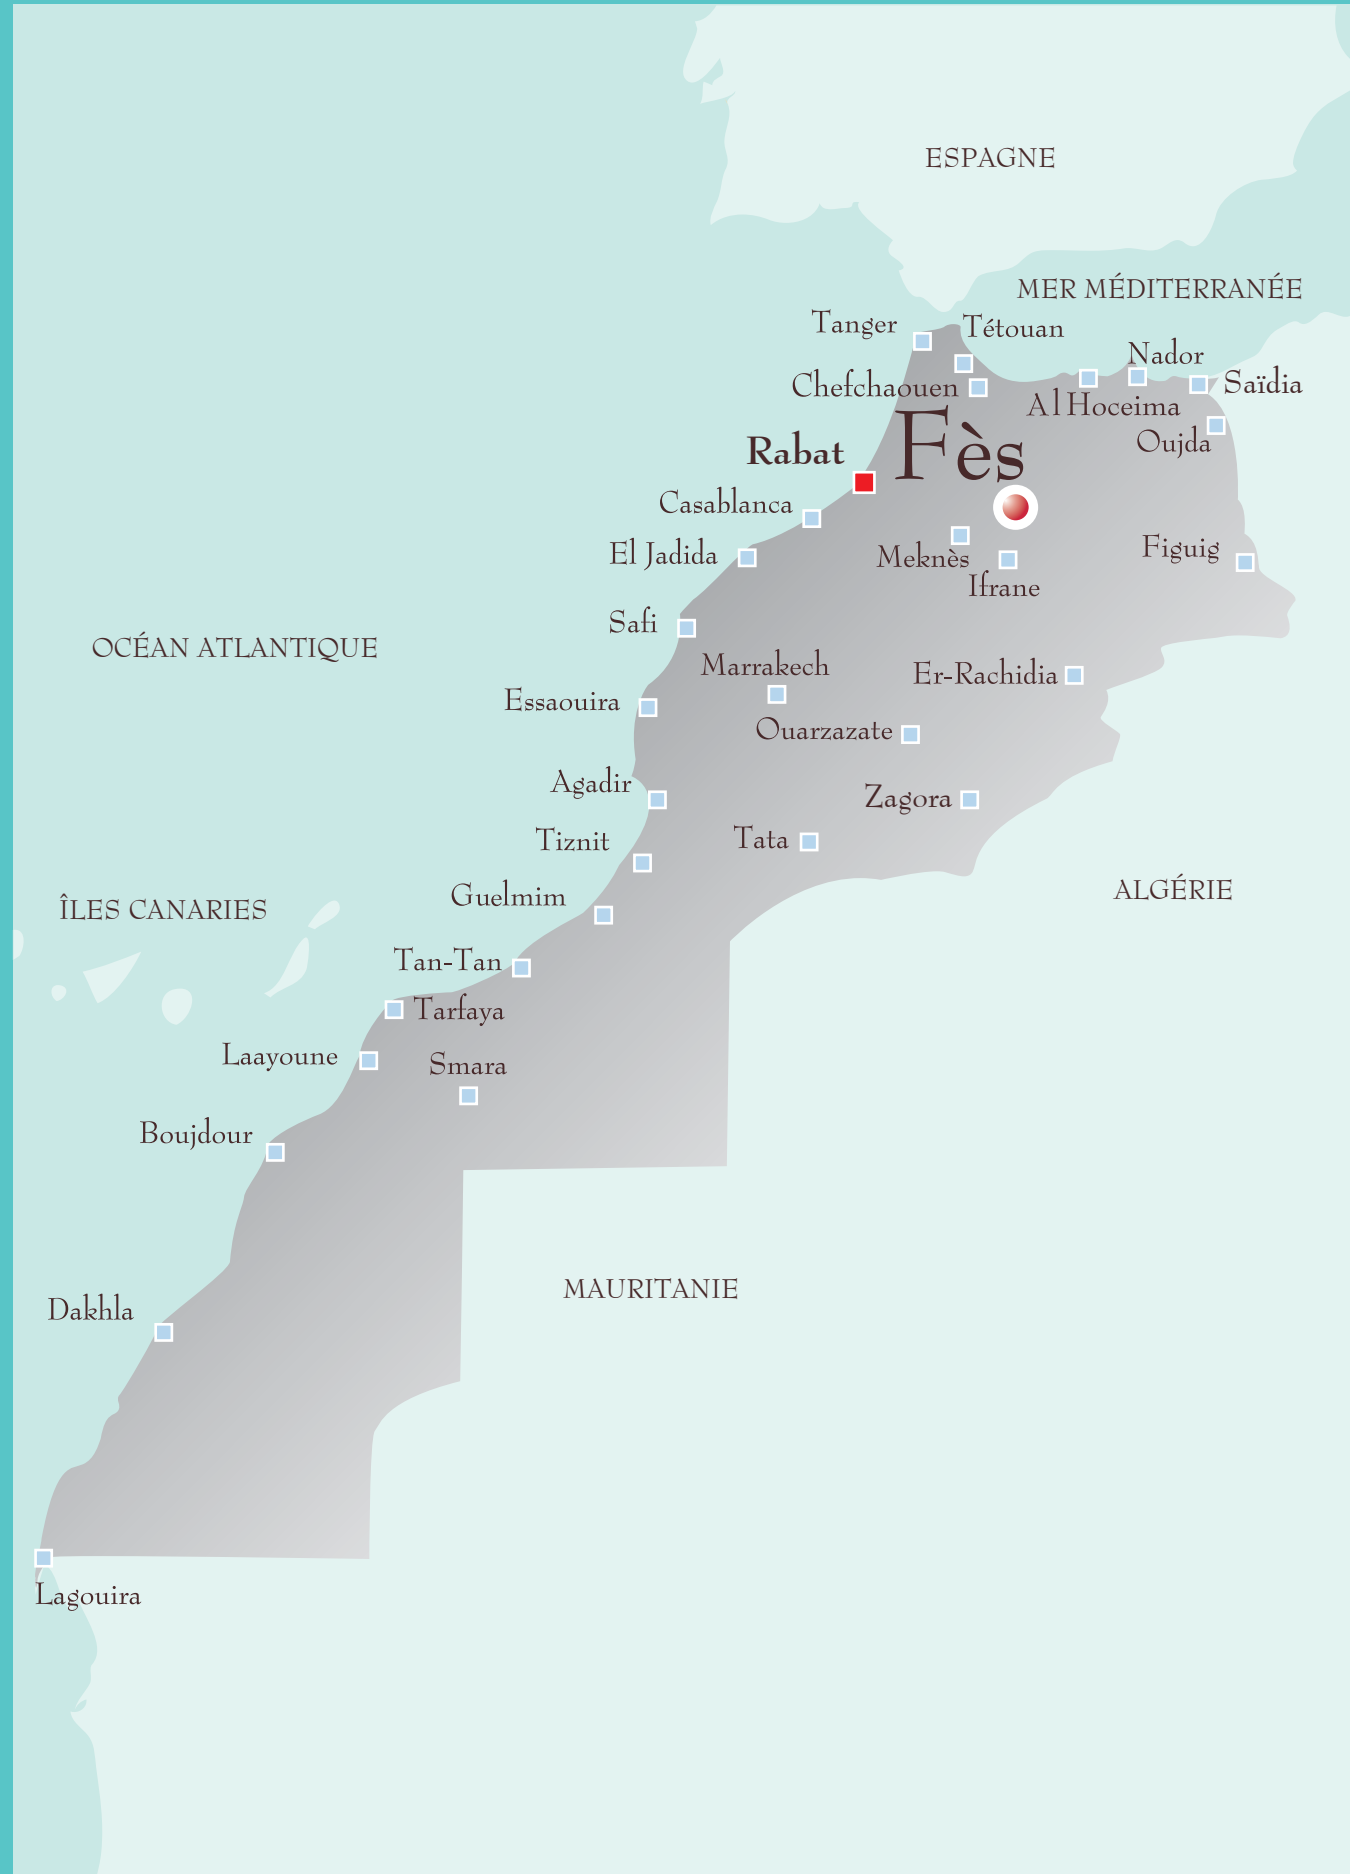 ESPAGNE
MER MÉDITERRANÉE
Tanger
Tétouan
Nador
Saïdia
Chefchaouen
Al Hoceima
Oujda
Fès
Rabat
Casablanca
El Jadida
Meknès
Figuig
Ifrane
Safi
OCÉAN ATLANTIQUE
Marrakech
Er-Rachidia
Essaouira
Ouarzazate
Agadir
Zagora
Tiznit
Tata
ALGÉRIE
Guelmim
ÎLES CANARIES
Tan-Tan
Tarfaya
Laayoune
Smara
Boujdour
MAURITANIE
Dakhla
Lagouira